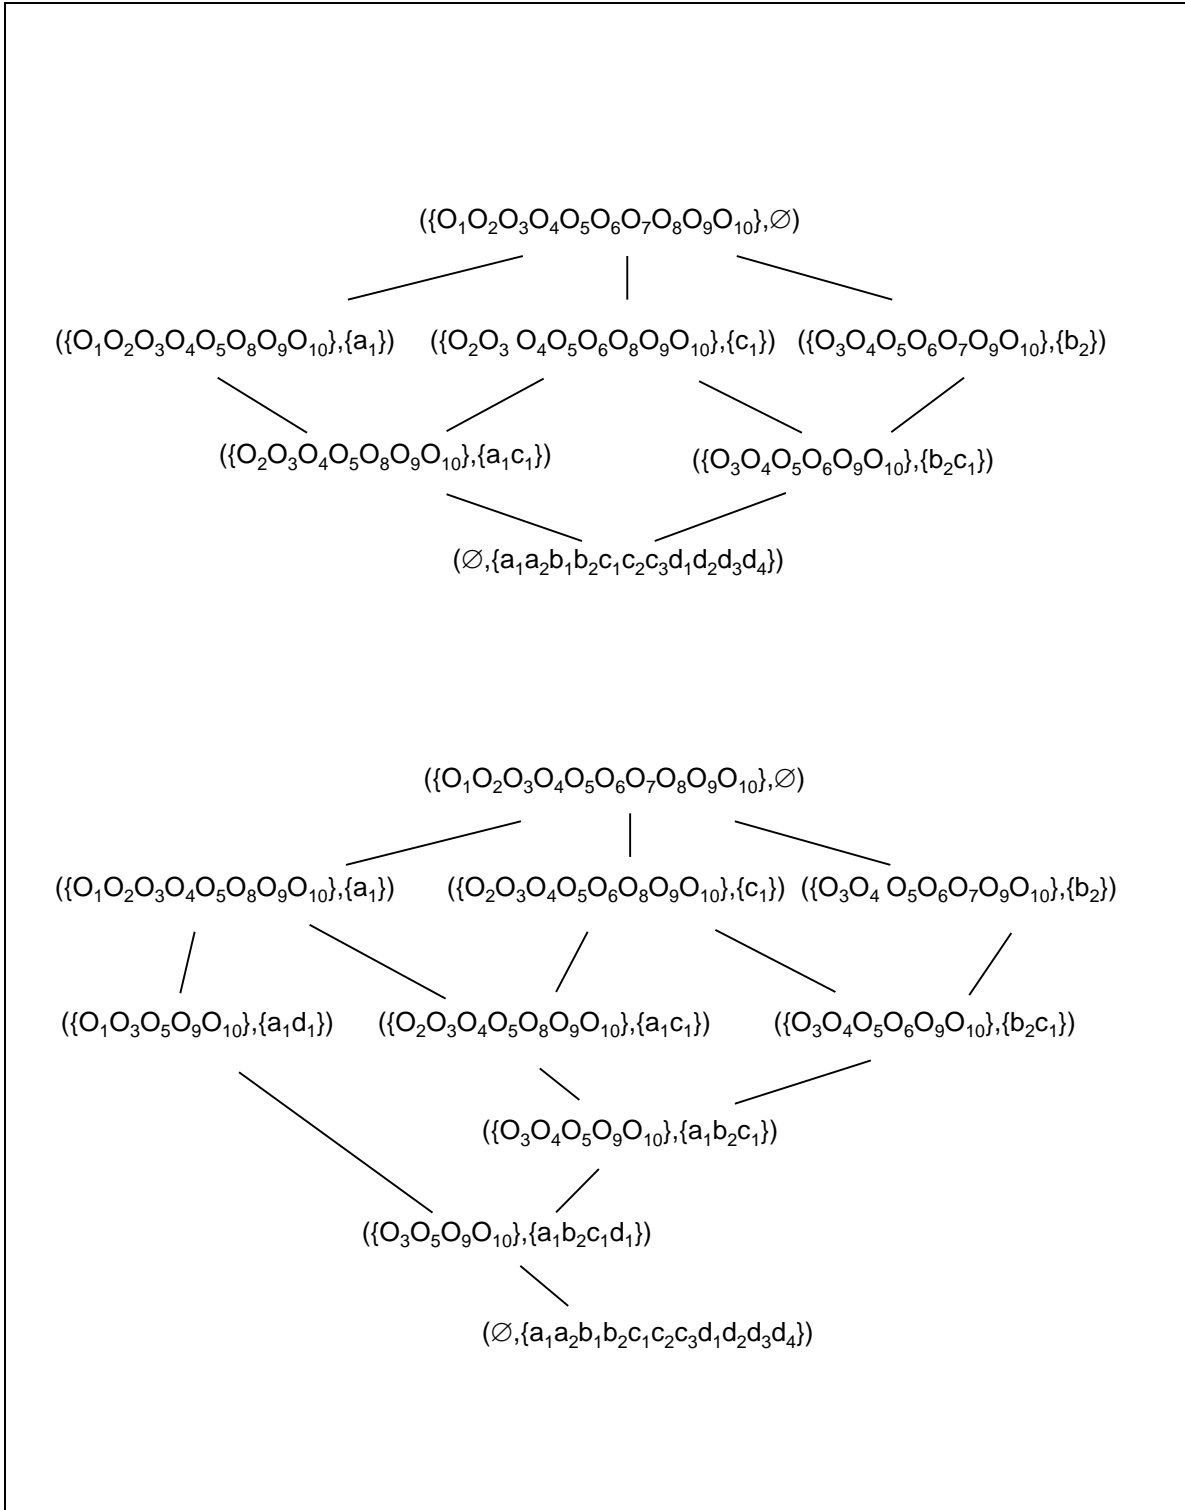 ({O₁O₂O₃O₄O₅O₆O₇O₈O₉O₁₀},∅)
({O₁O₂O₃O₄O₅O₈O₉O₁₀},{a₁}) ({O₂O₃ O₄O₅O₆O₈O₉O₁₀},{c₁}) ({O₃O₄O₅O₆O₇O₉O₁₀},{b₂})
({O₂O₃O₄O₅O₈O₉O₁₀},{a₁c₁}) ({O₃O₄O₅O₆O₉O₁₀},{b₂c₁})
(∅,{a₁a₂b₁b₂c₁c₂c₃d₁d₂d₃d₄})
({O₁O₂O₃O₄O₅O₆O₇O₈O₉O₁₀},∅)
({O₁O₂O₃O₄O₅O₈O₉O₁₀},{a₁}) ({O₂O₃O₄O₅O₆O₈O₉O₁₀},{c₁}) ({O₃O₄ O₅O₆O₇O₉O₁₀},{b₂})
({O₁O₃O₅O₉O₁₀},{a₁d₁}) ({O₂O₃O₄O₅O₈O₉O₁₀},{a₁c₁}) ({O₃O₄O₅O₆O₉O₁₀},{b₂c₁})
({O₃O₄O₅O₉O₁₀},{a₁b₂c₁})
({O₃O₅O₉O₁₀},{a₁b₂c₁d₁})
(∅,{a₁a₂b₁b₂c₁c₂c₃d₁d₂d₃d₄})